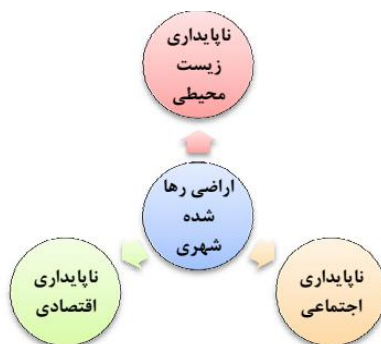 ناپایداری
زیست
محیطی
اراضی رها
شده
شهری
ناپایداری
اجتماعی
ناپایداری
اقتصادی